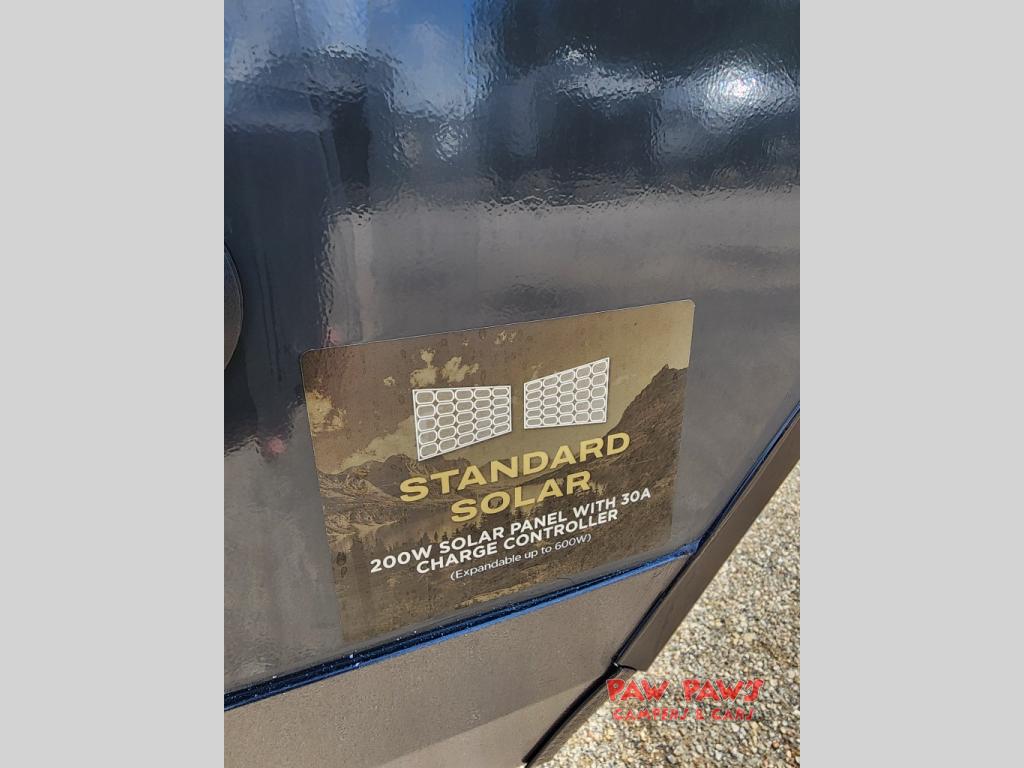 STANDARD
SOLAR
200W SOLAR PANEL WITH 30A
CHARGE CONTROLLER
(Expandable up to 600W)
PAW PAW'S
CAMPERS & CARS